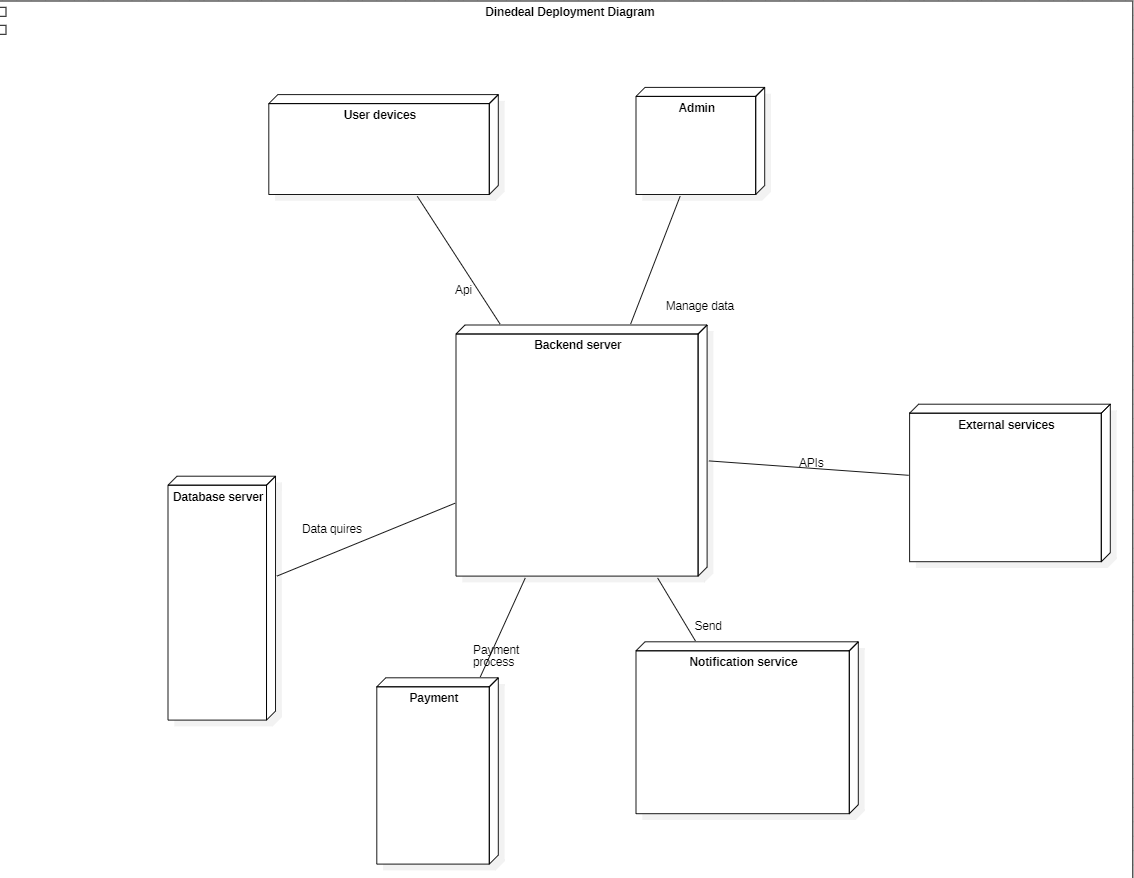 Dinedeal Deployment Diagram
User devices
Admin
Api
Manage data
Backend server
External services
APIs
Database server
Data quires
Send
Payment
process
Notification service
Payment